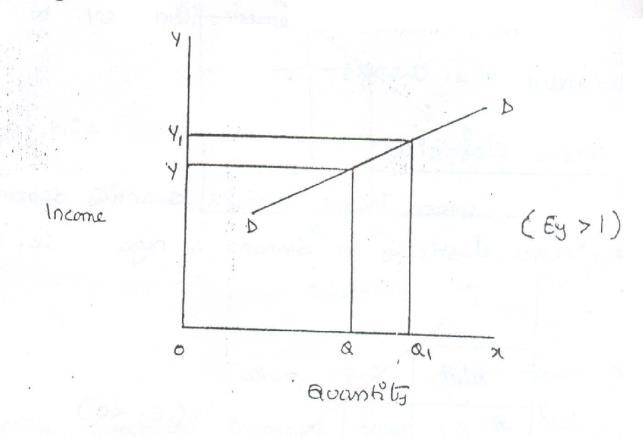 Y
D
Y₁
Y
Income
D
(Ey > 1)
O
Q
Q₁
x
Quantity